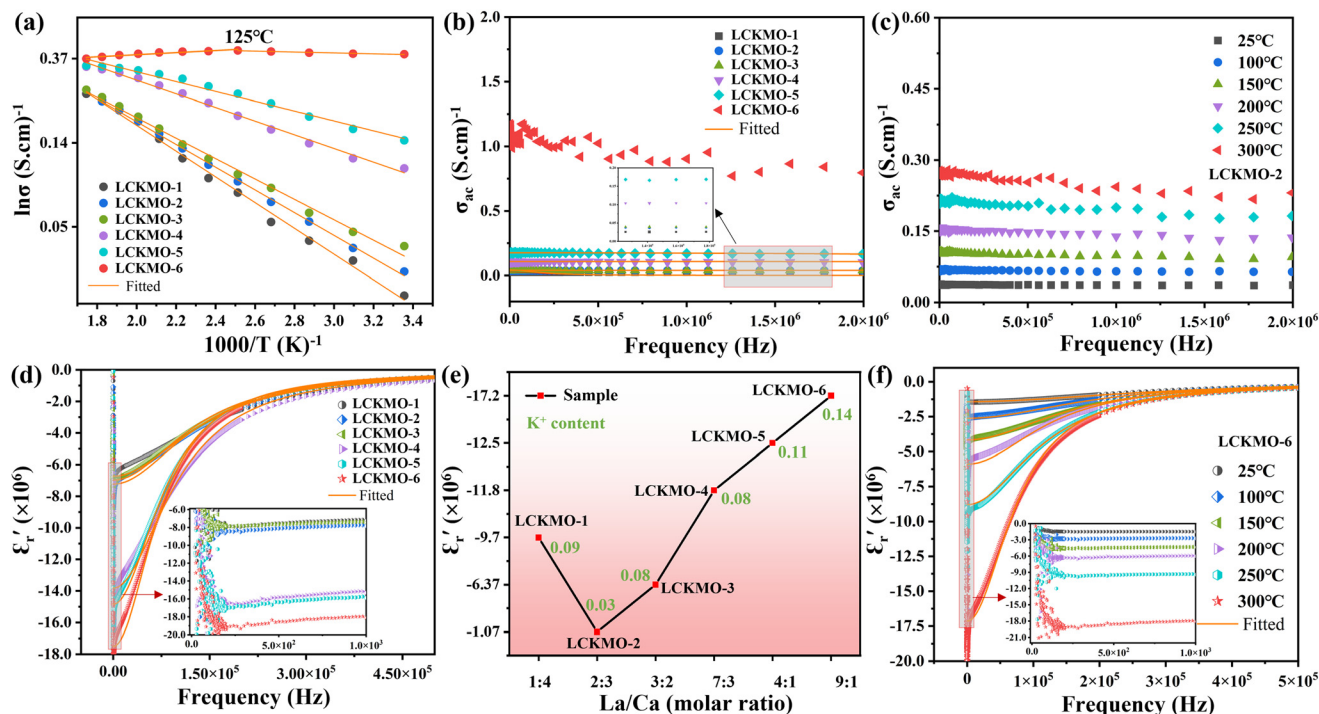 (a)
125℃
lnσ (S.cm)⁻¹
0.37
0.14
0.05
LCKMO-1
LCKMO-2
LCKMO-3
LCKMO-4
LCKMO-5
LCKMO-6
Fitted
1.8 2.0 2.2 2.4 2.6 2.8 3.0 3.2 3.4
1000/T (K)⁻¹
(b)
σac (S.cm)⁻¹
2.0
1.5
1.0
0.5
0.0
LCKMO-1
LCKMO-2
LCKMO-3
LCKMO-4
LCKMO-5
LCKMO-6
Fitted
0.0 5.0×10⁵ 1.0×10⁶ 1.5×10⁶ 2.0×10⁶
Frequency (Hz)
(c)
σac (S.cm)⁻¹
0.60
0.45
0.30
0.15
0.00
25℃
100℃
150℃
200℃
250℃
300℃
LCKMO-2
0.0 5.0×10⁵ 1.0×10⁶ 1.5×10⁶ 2.0×10⁶
Frequency (Hz)
(d)
εr′ (×10⁶)
0.0
-2.0
-4.0
-6.0
-8.0
-10.0
-12.0
-14.0
-16.0
-18.0
LCKMO-1
LCKMO-2
LCKMO-3
LCKMO-4
LCKMO-5
LCKMO-6
Fitted
-6.0
-8.0
-10.0
-12.0
-14.0
-16.0
-18.0
-20.0
0.0 5.0×10² 1.0×10³
0.00 1.50×10⁵ 3.00×10⁵ 4.50×10⁵
Frequency (Hz)
(e)
εr′ (×10⁶)
-17.2
-12.5
-11.8
-9.7
-6.37
-1.07
Sample
K⁺ content
LCKMO-6
0.14
LCKMO-5
0.11
LCKMO-4
0.08
LCKMO-1
0.09
0.08
LCKMO-3
0.03
LCKMO-2
1:4 2:3 3:2 7:3 4:1 9:1
La/Ca (molar ratio)
(f)
εr′ (×10⁶)
0.0
-2.5
-5.0
-7.5
-10.0
-12.5
-15.0
-17.5
-20.0
LCKMO-6
25℃
100℃
150℃
200℃
250℃
300℃
Fitted
0.0
-3.0
-6.0
-9.0
-12.0
-15.0
-18.0
-21.0
0.0 5.0×10² 1.0×10³
0 1×10⁵ 2×10⁵ 3×10⁵ 4×10⁵ 5×10⁵
Frequency (Hz)